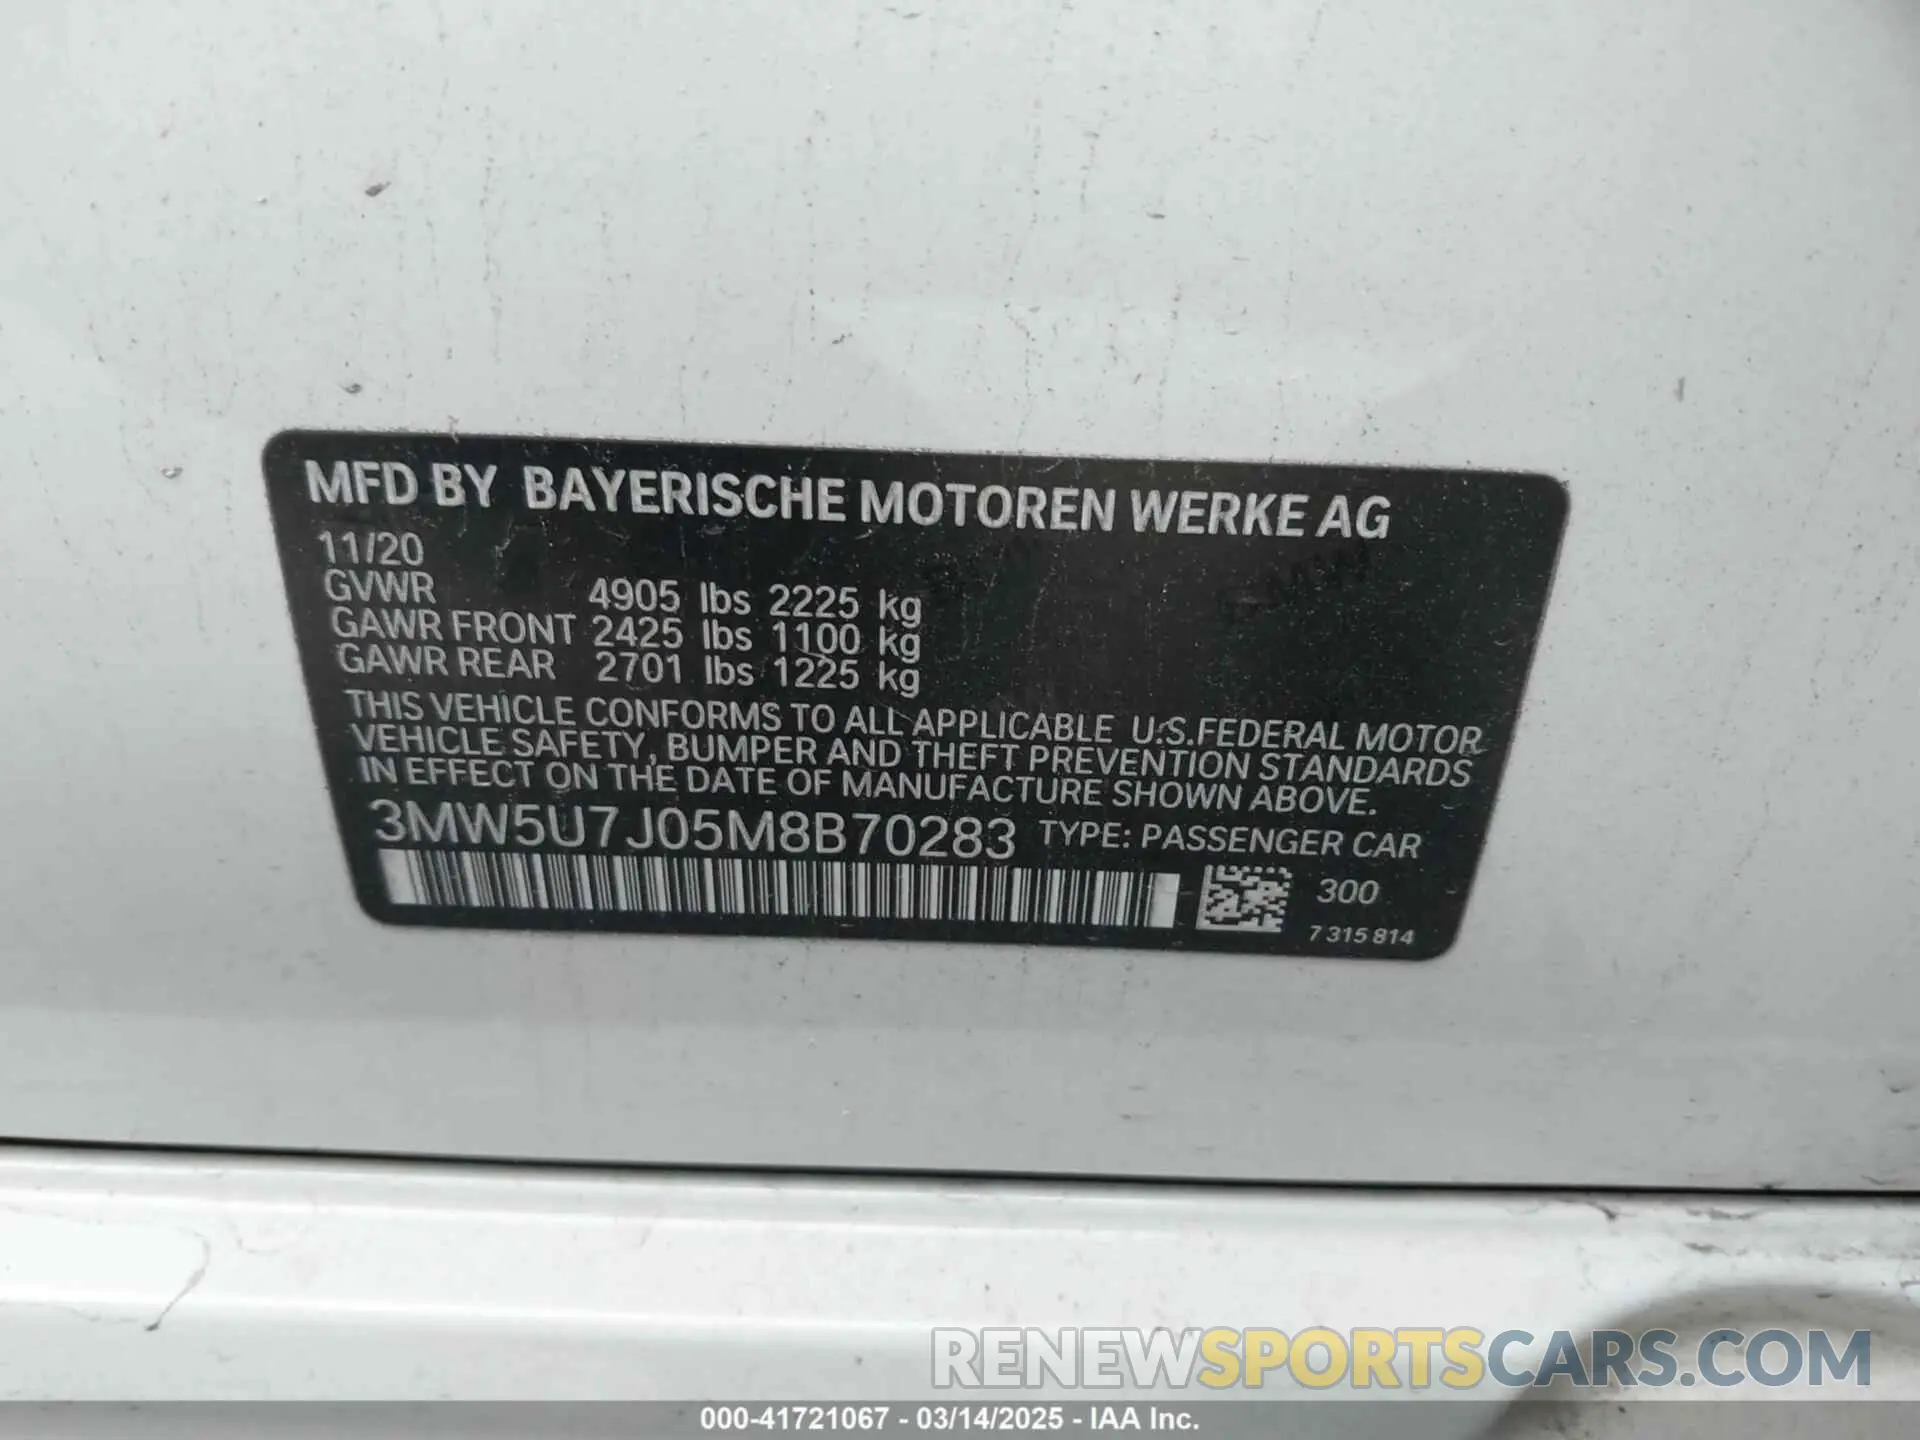 MFD BY BAYERISCHE MOTOREN WERKE AG
11/20
GVWR 4905 lbs 2225 kg
GAWR FRONT 2425 lbs 1100 kg
GAWR REAR 2701 lbs 1225 kg
THIS VEHICLE CONFORMS TO ALL APPLICABLE U.S.FEDERAL MOTOR
VEHICLE SAFETY, BUMPER AND THEFT PREVENTION STANDARDS
IN EFFECT ON THE DATE OF MANUFACTURE SHOWN ABOVE.
3MW5U7J05M8B70283 TYPE: PASSENGER CAR
300
7 315 814
RENEWSPORTSCARS.COM
000-41721067 - 03/14/2025 - IAA Inc.